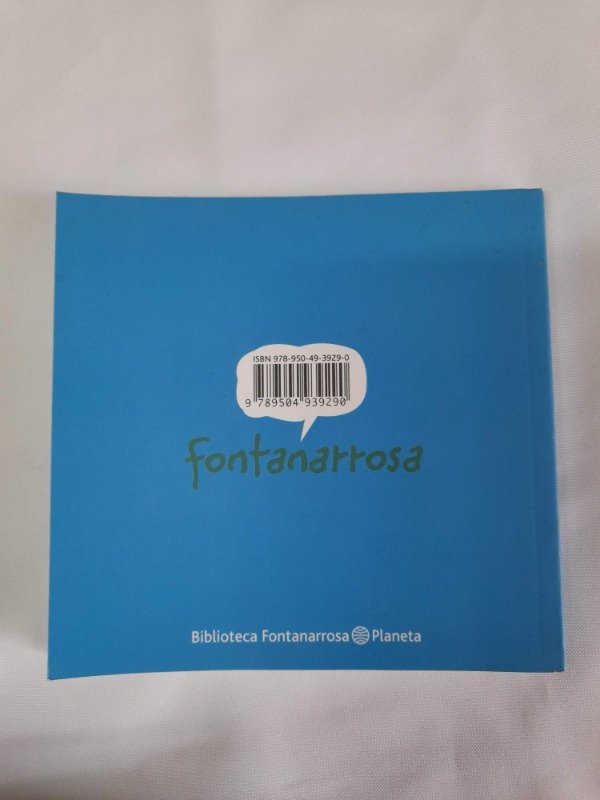 ISBN 978-950-49-3929-0
9 789504 939290
fontanarrosa
Biblioteca Fontanarrosa Planeta